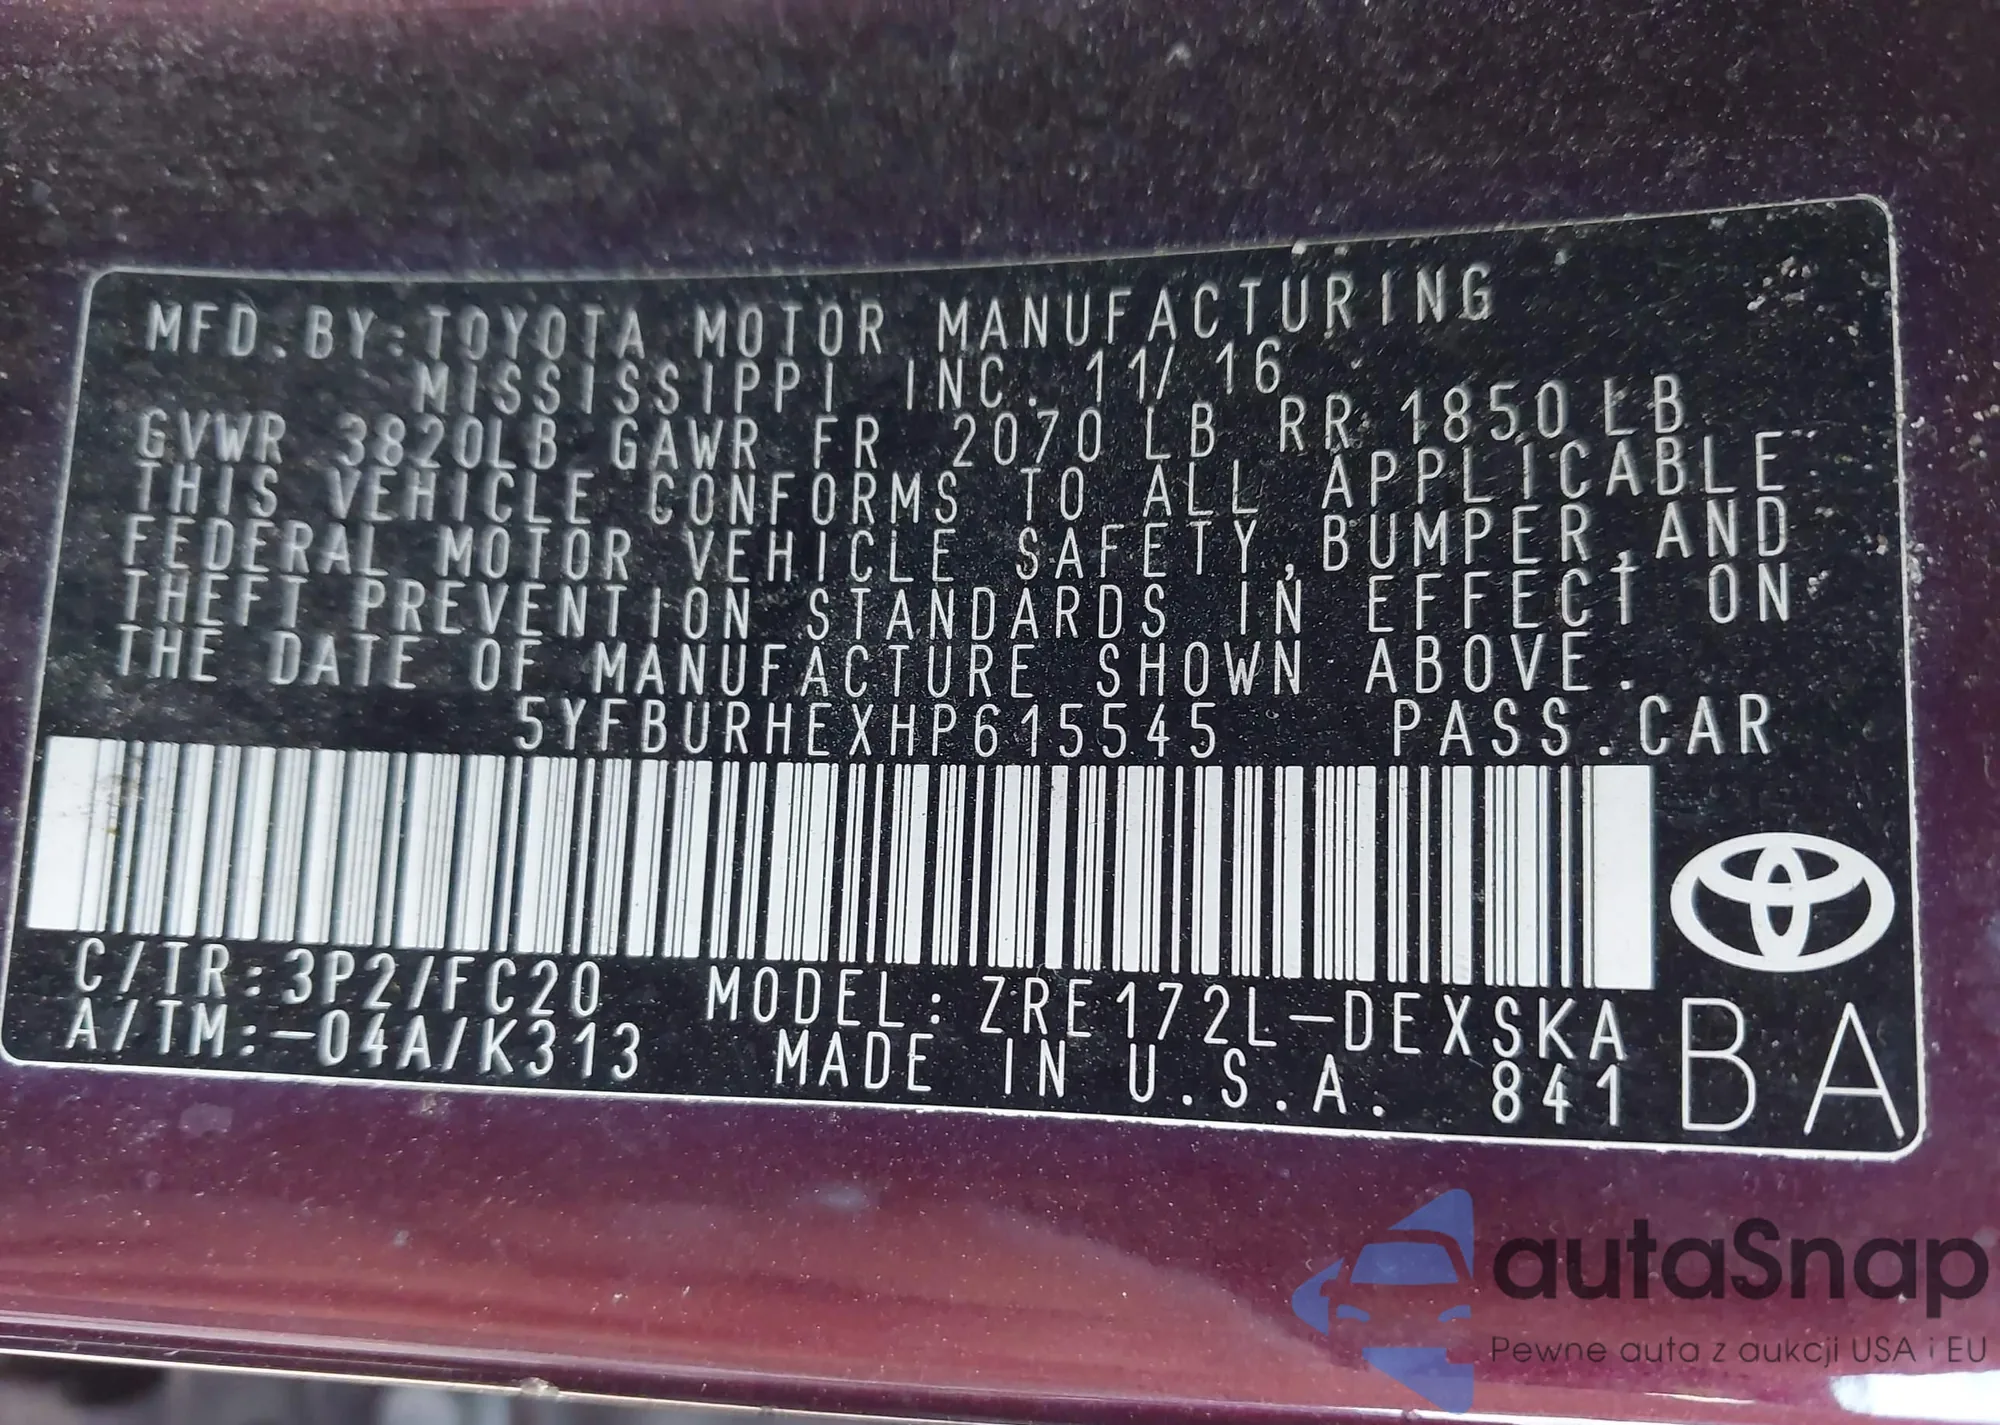 MFD.BY:TOYOTA MOTOR MANUFACTURING
MISSISSIPPI INC. 11/16
GVWR 3820LB GAWR FR 2070 LB RR 1850 LB
THIS VEHICLE CONFORMS TO ALL APPLICABLE
FEDERAL MOTOR VEHICLE SAFETY, BUMPER, AND
THEFT PREVENTION STANDARDS IN EFFECT ON
THE DATE OF MANUFACTURE SHOWN ABOVE.
5YFBURHEXHP615545 PASS.CAR
C/TR:3P2/FC20 MODEL: ZRE172L-DEXSKA
A/TM:-04A/K313 MADE IN U.S.A. 841
BA
autaSnap
Pewne auta z aukcji USA i EU